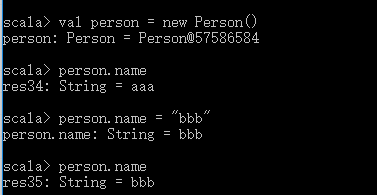 scala> val person = new Person()
person: Person = Person@57586584
scala> person.name
res34: String = aaa
scala> person.name = "bbb"
person.name: String = bbb
scala> person.name
res35: String = bbb